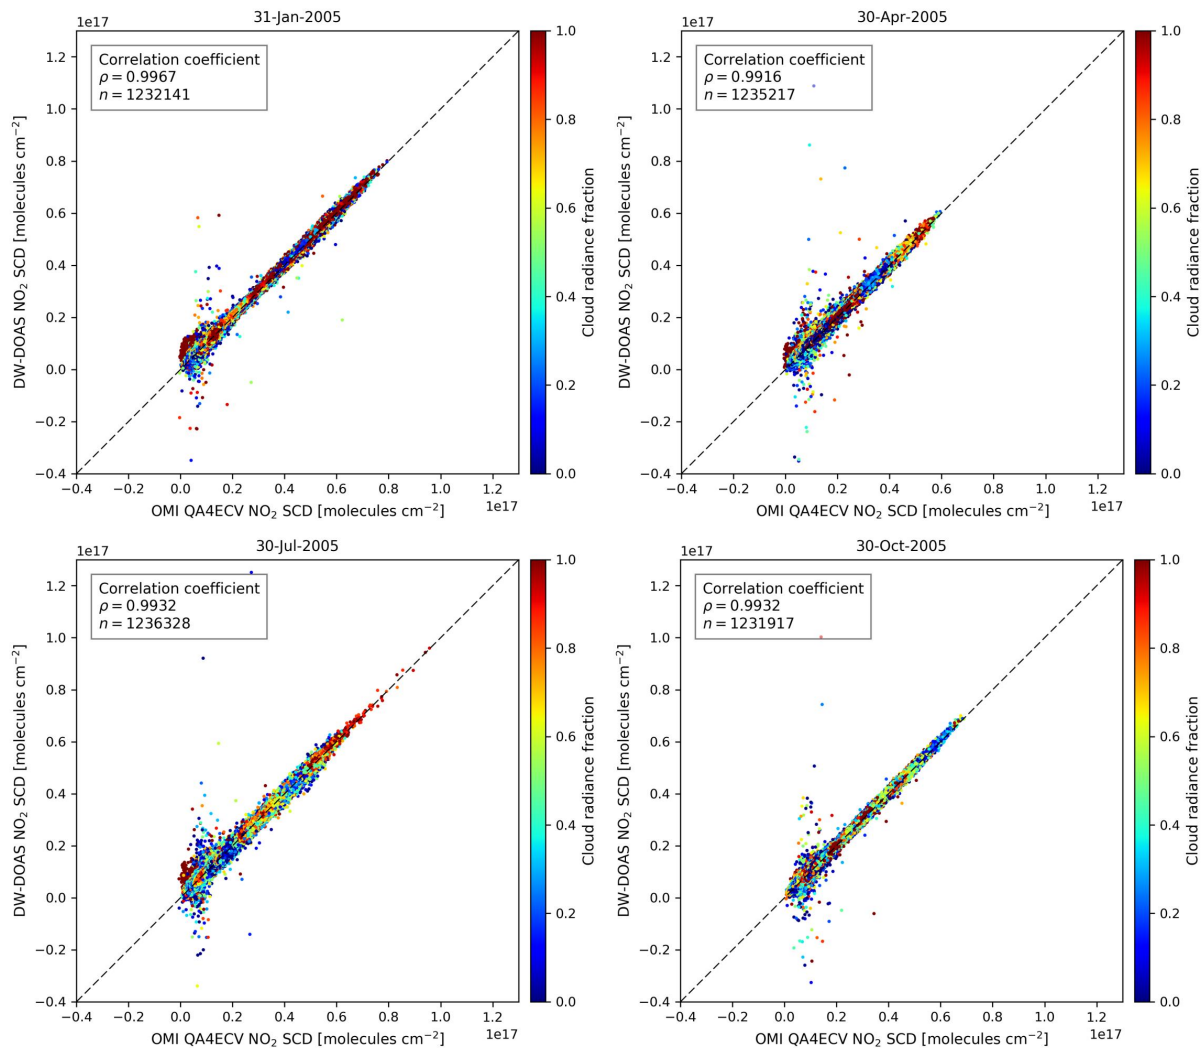 31-Jan-2005
1e17
Correlation coefficient
ρ = 0.9967
n = 1232141
DW-DOAS NO₂ SCD [molecules cm⁻²]
1.2
1.0
0.8
0.6
0.4
0.2
0.0
−0.2
−0.4
−0.4 −0.2 0.0 0.2 0.4 0.6 0.8 1.0 1.2
OMI QA4ECV NO₂ SCD [molecules cm⁻²]
1e17
1.0
0.8
0.6
0.4
0.2
0.0
Cloud radiance fraction
30-Apr-2005
1e17
Correlation coefficient
ρ = 0.9916
n = 1235217
DW-DOAS NO₂ SCD [molecules cm⁻²]
1.2
1.0
0.8
0.6
0.4
0.2
0.0
−0.2
−0.4
−0.4 −0.2 0.0 0.2 0.4 0.6 0.8 1.0 1.2
OMI QA4ECV NO₂ SCD [molecules cm⁻²]
1e17
1.0
0.8
0.6
0.4
0.2
0.0
Cloud radiance fraction
30-Jul-2005
1e17
Correlation coefficient
ρ = 0.9932
n = 1236328
DW-DOAS NO₂ SCD [molecules cm⁻²]
1.2
1.0
0.8
0.6
0.4
0.2
0.0
−0.2
−0.4
−0.4 −0.2 0.0 0.2 0.4 0.6 0.8 1.0 1.2
OMI QA4ECV NO₂ SCD [molecules cm⁻²]
1e17
1.0
0.8
0.6
0.4
0.2
0.0
Cloud radiance fraction
30-Oct-2005
1e17
Correlation coefficient
ρ = 0.9932
n = 1231917
DW-DOAS NO₂ SCD [molecules cm⁻²]
1.2
1.0
0.8
0.6
0.4
0.2
0.0
−0.2
−0.4
−0.4 −0.2 0.0 0.2 0.4 0.6 0.8 1.0 1.2
OMI QA4ECV NO₂ SCD [molecules cm⁻²]
1e17
1.0
0.8
0.6
0.4
0.2
0.0
Cloud radiance fraction